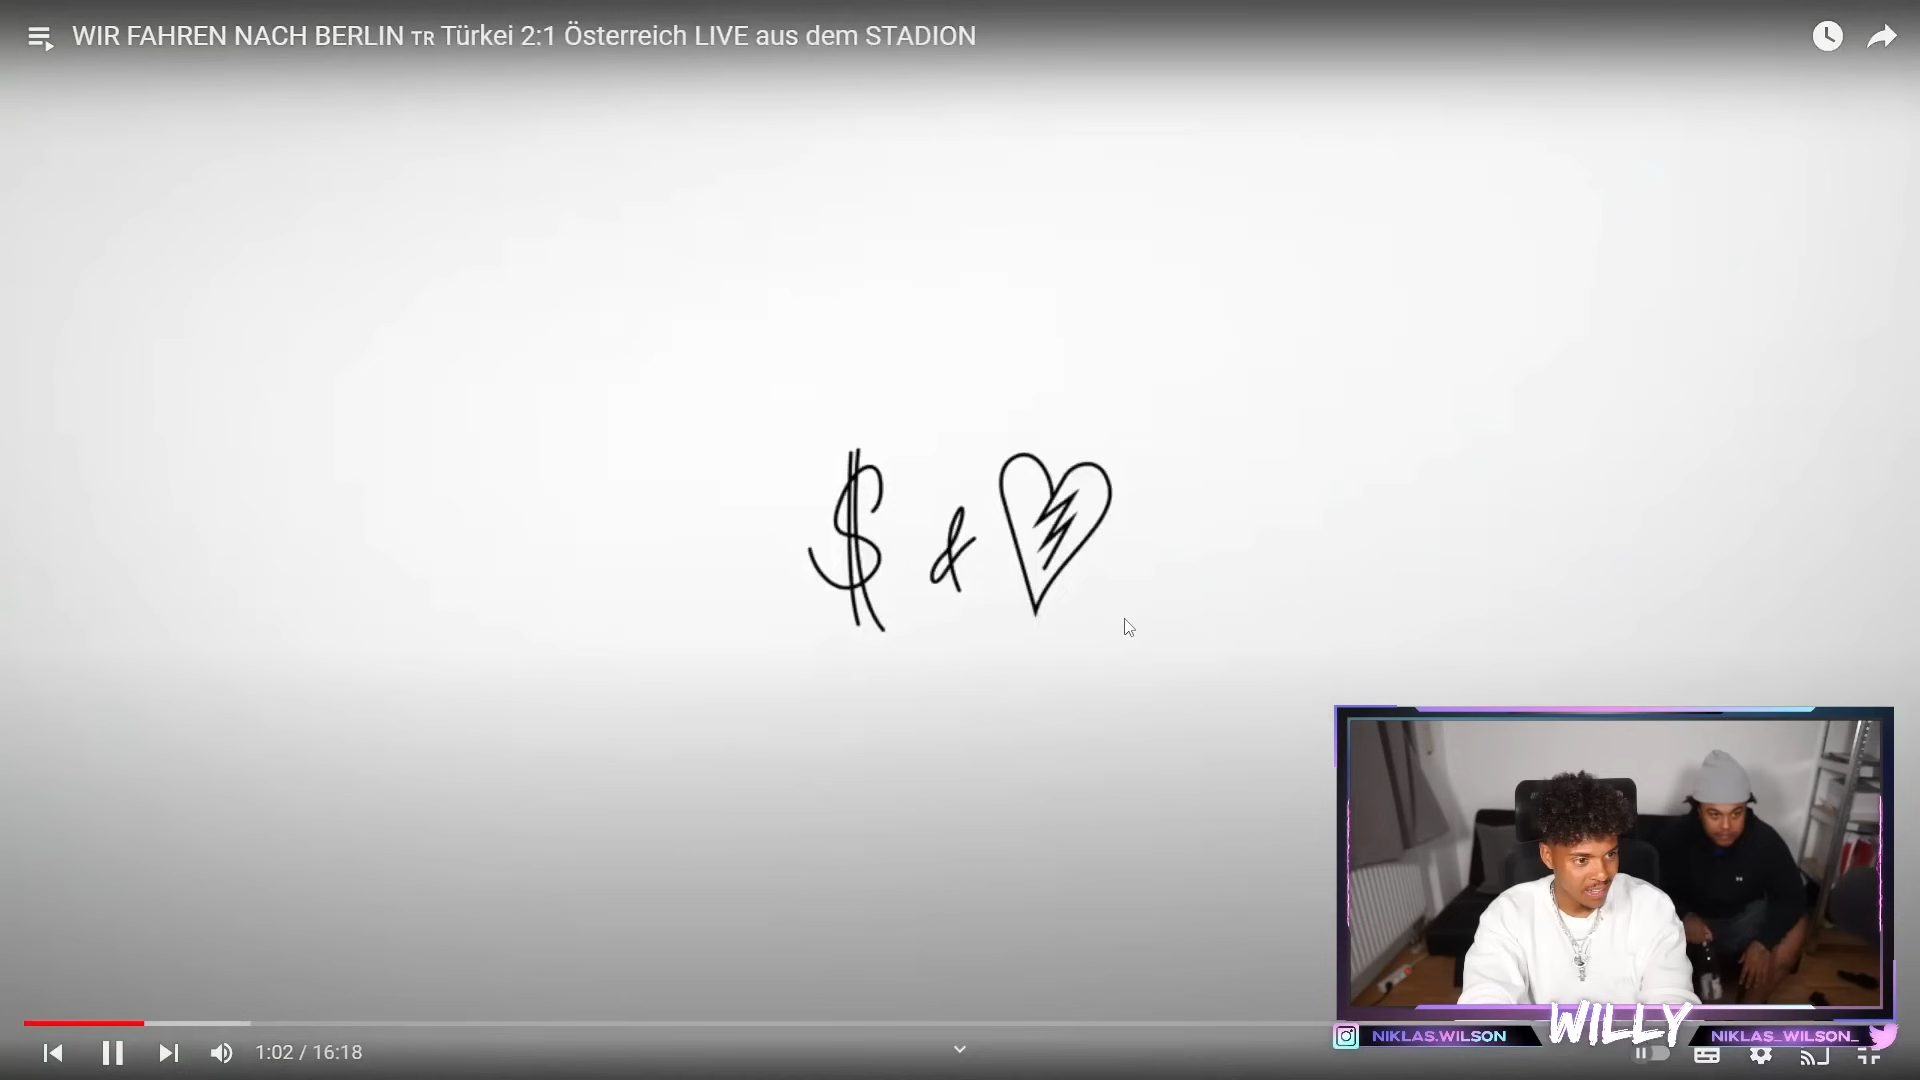 WIR FAHREN NACH BERLIN TR Türkei 2:1 Österreich LIVE aus dem STADION
$ &
1:02 / 16:18
NIKLAS.WILSON
WILLY
NIKLAS_WILSON_